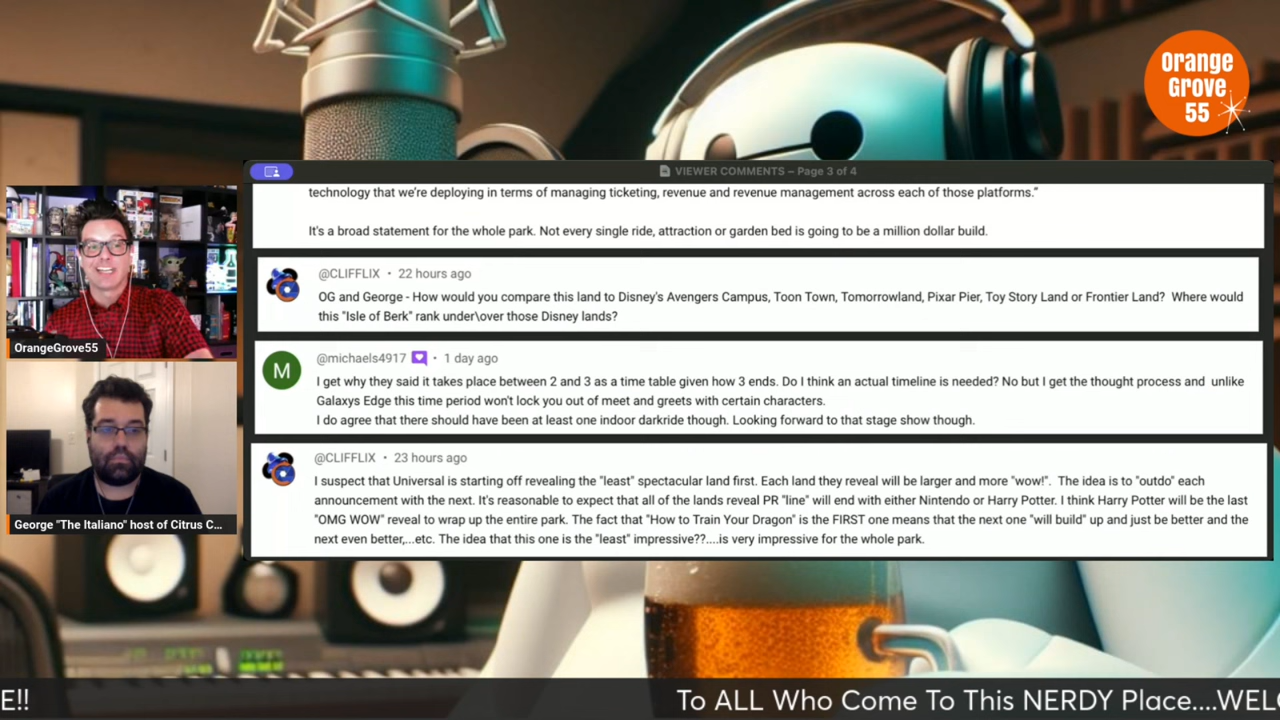 Orange
Grove
55
VIEWER COMMENTS – Page 3 of 4
technology that we're deploying in terms of managing ticketing, revenue and revenue management across each of those platforms."
It's a broad statement for the whole park. Not every single ride, attraction or garden bed is going to be a million dollar build.
@CLIFFLIX • 22 hours ago
OG and George - How would you compare this land to Disney's Avengers Campus, Toon Town, Tomorrowland, Pixar Pier, Toy Story Land or Frontier Land? Where would
this "Isle of Berk" rank under\over those Disney lands?
M
@michaels4917 • 1 day ago
I get why they said it takes place between 2 and 3 as a time table given how 3 ends. Do I think an actual timeline is needed? No but I get the thought process and unlike
Galaxys Edge this time period won't lock you out of meet and greets with certain characters.
I do agree that there should have been at least one indoor darkride though. Looking forward to that stage show though.
@CLIFFLIX • 23 hours ago
I suspect that Universal is starting off revealing the "least" spectacular land first. Each land they reveal will be larger and more "wow!". The idea is to "outdo" each
announcement with the next. It's reasonable to expect that all of the lands reveal PR "line" will end with either Nintendo or Harry Potter. I think Harry Potter will be the last
"OMG WOW" reveal to wrap up the entire park. The fact that "How to Train Your Dragon" is the FIRST one means that the next one "will build" up and just be better and the
next even better,...etc. The idea that this one is the "least" impressive??....is very impressive for the whole park.
OrangeGrove55
George "The Italiano" host of Citrus C...
E!! To ALL Who Come To This NERDY Place....WEL